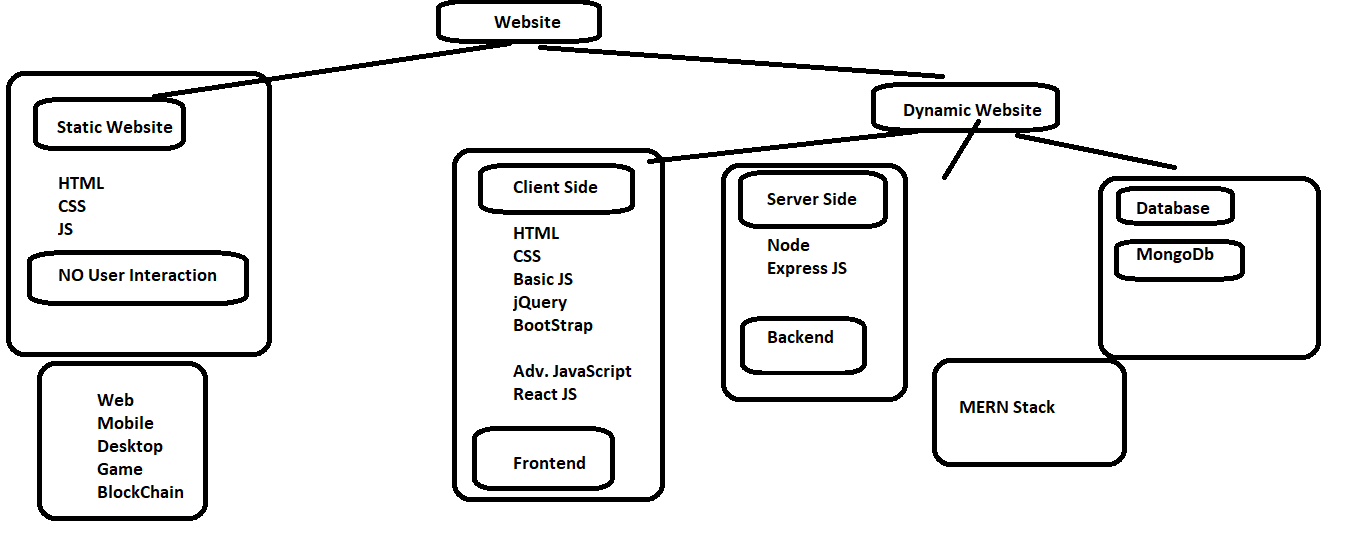 Website
Static Website
HTML
CSS
JS
NO User Interaction
Web
Mobile
Desktop
Game
BlockChain
Dynamic Website
Client Side
HTML
CSS
Basic JS
jQuery
BootStrap
Adv. JavaScript
React JS
Frontend
Server Side
Node
Express JS
Backend
Database
MongoDb
MERN Stack